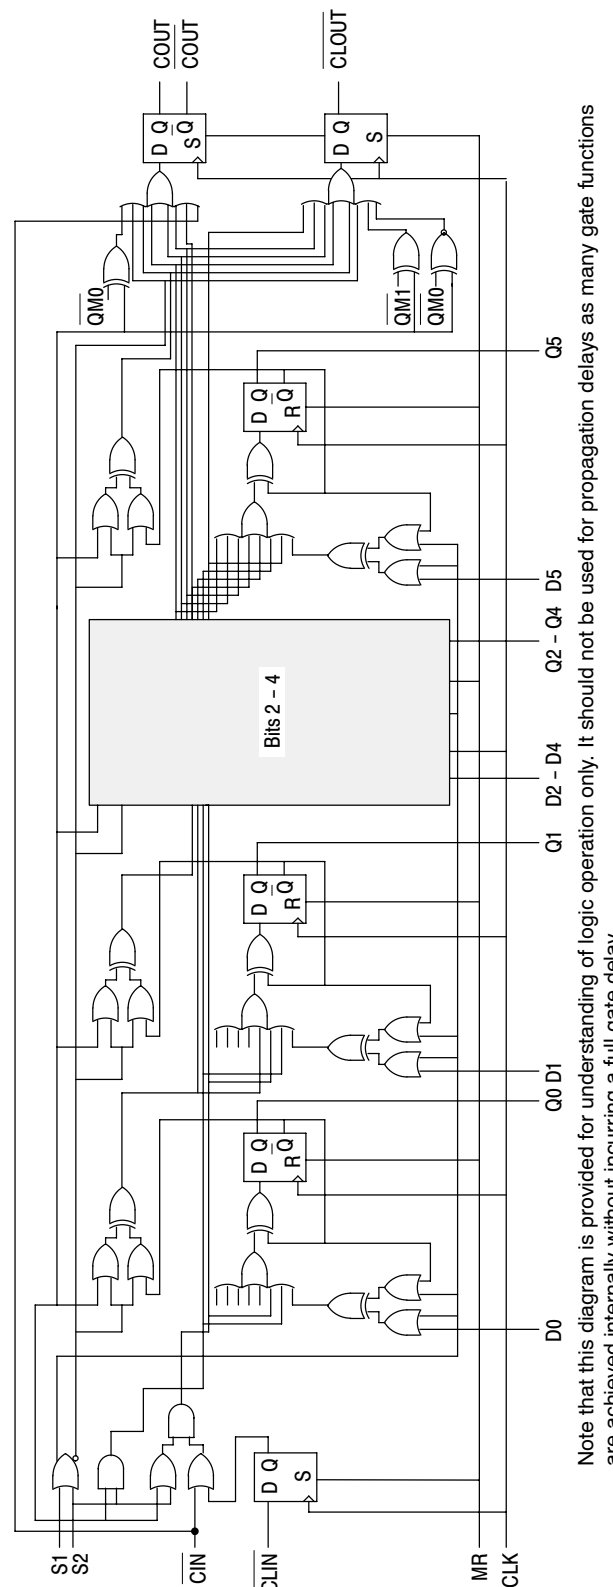 S1
S2
CIN
CLIN
D Q
S
MR
CLK
D Q
Q
R
D0
Q0
D Q
Q
R
D1
Q1
Bits 2 – 4
D2 – D4
Q2 – Q4
D Q
Q
R
D5
Q5
QM0
QM1
QM0
D Q
Q
S
COUT
COUT
D Q
S
CLOUT
Note that this diagram is provided for understanding of logic operation only. It should not be used for propagation delays as many gate functions
are achieved internally without incurring a full gate delay